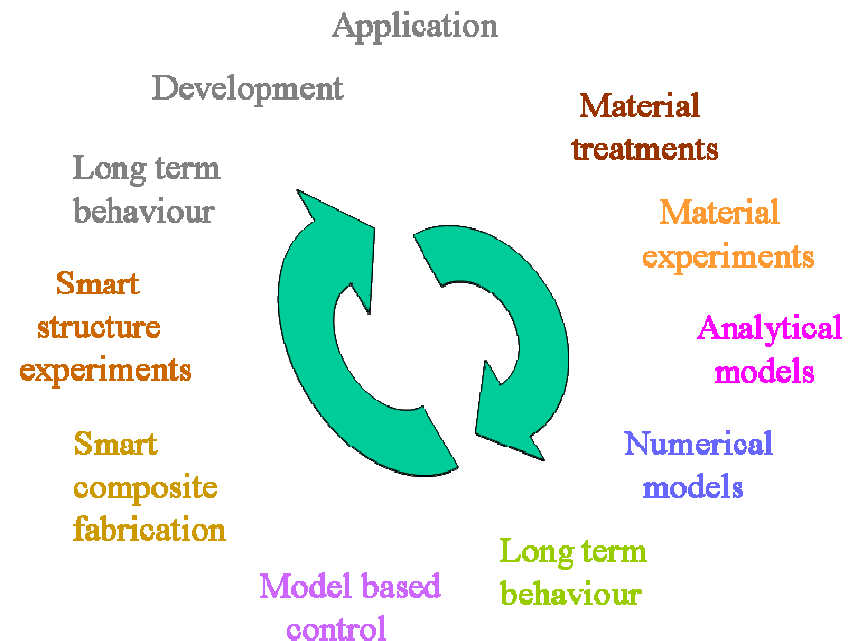 Application
Development
Material
treatments
Long term
behaviour
Material
experiments
Smart
structure
experiments
Analytical
models
Smart
composite
fabrication
Numerical
models
Long term
behaviour
Model based
control